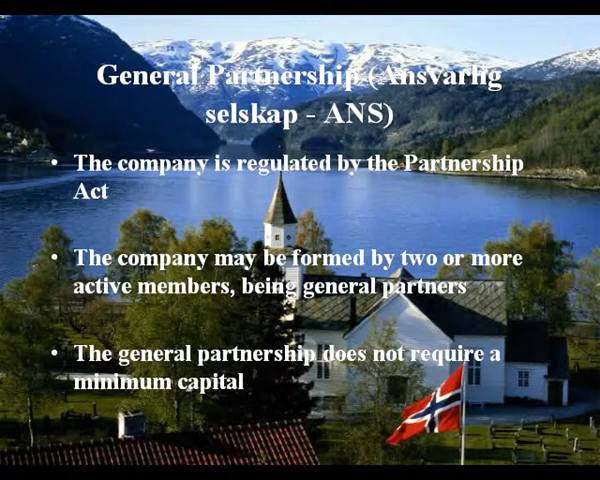 General Partnership (Ansvarlig
selskap - ANS)
• The company is regulated by the Partnership
Act
• The company may be formed by two or more
active members, being general partners
• The general partnership does not require a
minimum capital